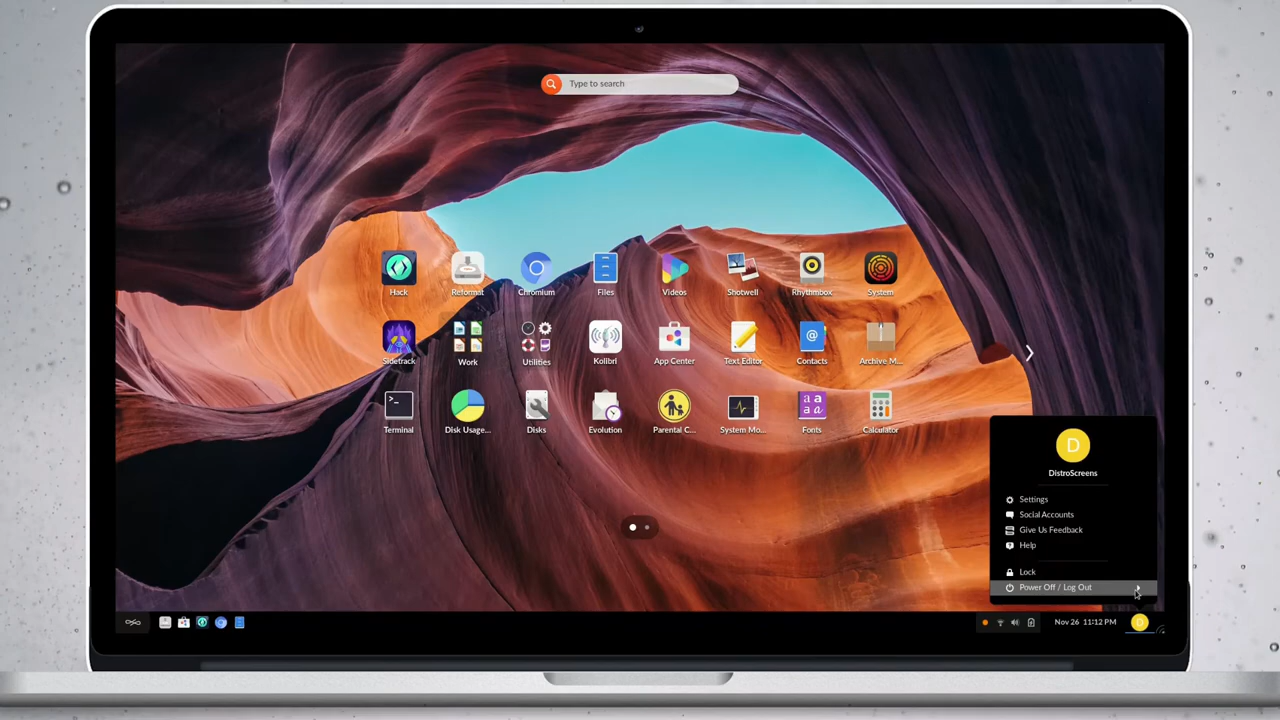 Type to search
Hack
Reformat
Chromium
Files
Videos
Shotwell
Rhythmbox
System
Sidetrack
Work
Utilities
Kolibri
App Center
Text Editor
Contacts
Archive M...
Terminal
Disk Usage...
Disks
Evolution
Parental C...
System Mo...
Fonts
Calculator
D
DistroScreens
Settings
Social Accounts
Give Us Feedback
Help
Lock
Power Off / Log Out
Nov 26 11:12 PM
D